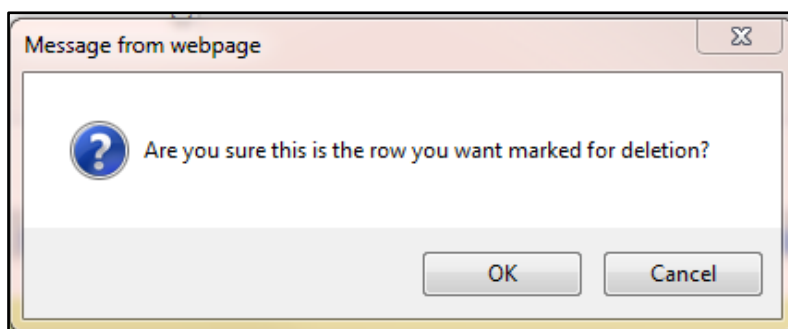 Message from webpage
Are you sure this is the row you want marked for deletion?
OK
Cancel